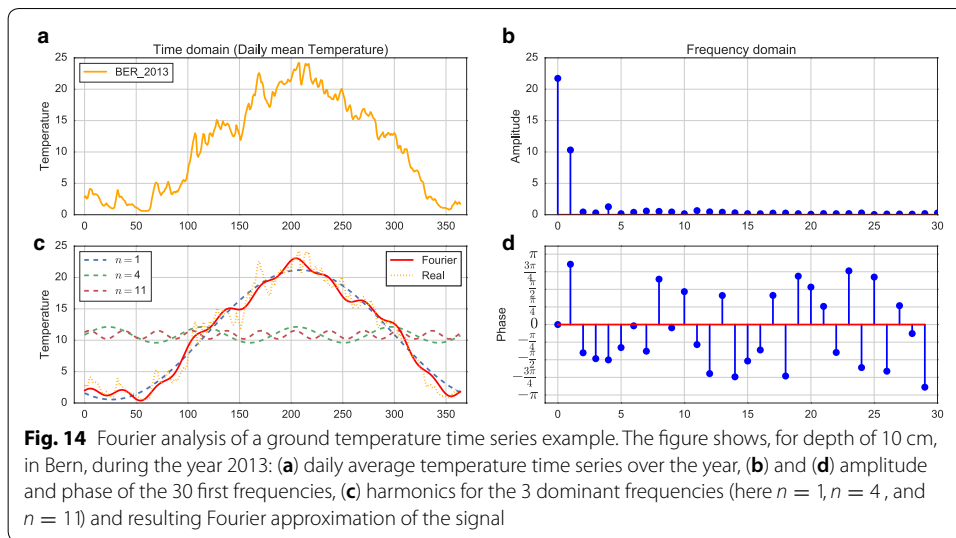 a
Time domain (Daily mean Temperature)
25
20
15
10
5
0
Temperature
BER_2013
0 50 100 150 200 250 300 350
b
Frequency domain
25
20
15
10
5
0
Amplitude
0 5 10 15 20 25 30
c
25
20
15
10
5
0
Temperature
n = 1
n = 4
n = 11
Fourier
Real
0 50 100 150 200 250 300 350
d
π
3π/4
π/2
π/4
0
−π/4
−π/2
−3π/4
−π
Phase
0 5 10 15 20 25 30
Fig. 14 Fourier analysis of a ground temperature time series example. The figure shows, for depth of 10 cm,
in Bern, during the year 2013: (a) daily average temperature time series over the year, (b) and (d) amplitude
and phase of the 30 first frequencies, (c) harmonics for the 3 dominant frequencies (here n = 1, n = 4 , and
n = 11) and resulting Fourier approximation of the signal